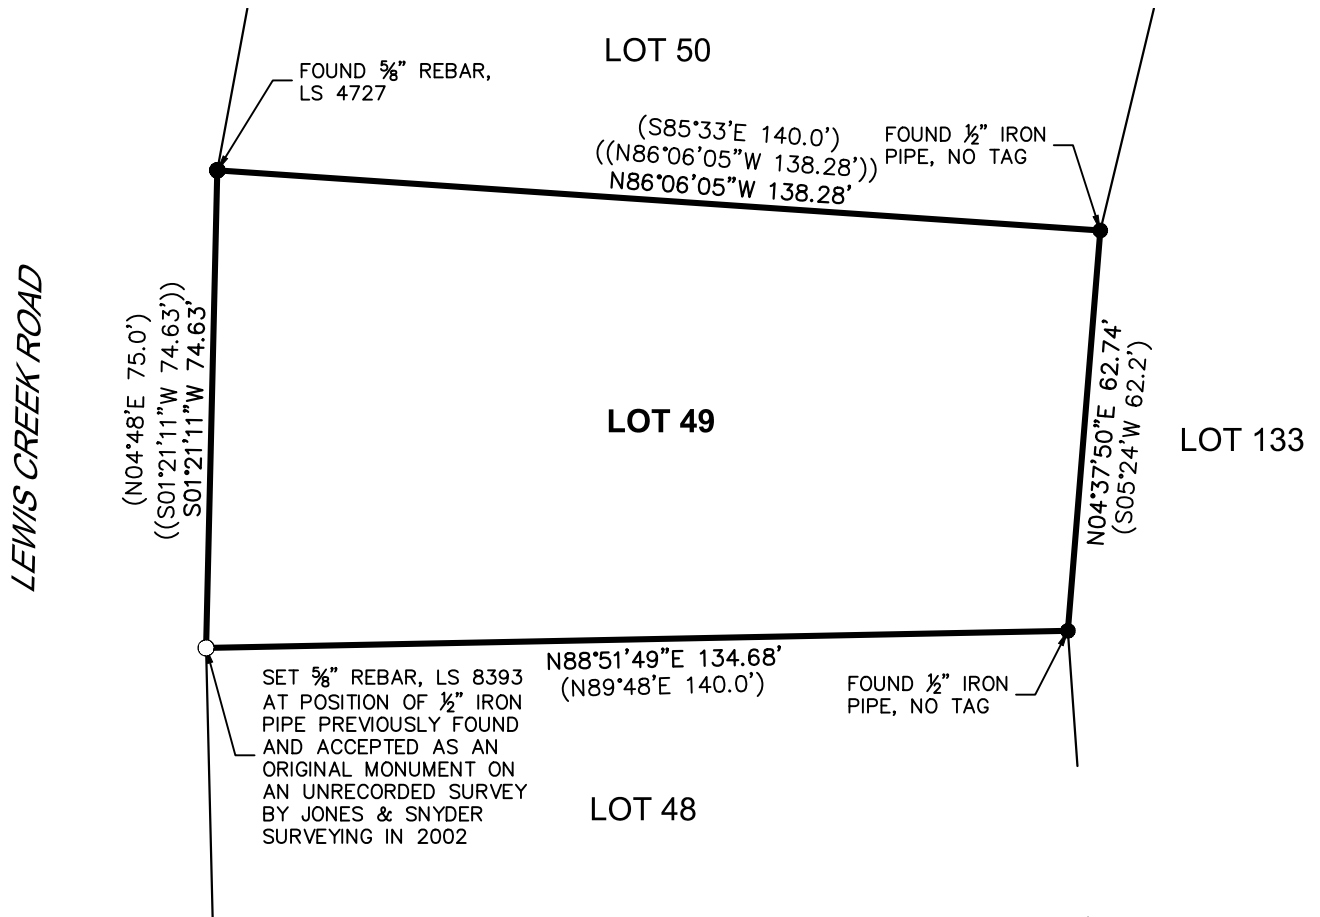 LOT 50
FOUND ⅝" REBAR,
LS 4727
(S85°33'E 140.0')
((N86°06'05"W 138.28'))
N86°06'05"W 138.28'
FOUND ½" IRON
PIPE, NO TAG
LEWIS CREEK ROAD
(N04°48'E 75.0')
((S01°21'11"W 74.63'))
S01°21'11"W 74.63'
LOT 49
N04°37'50"E 62.74'
(S05°24'W 62.2')
LOT 133
N88°51'49"E 134.68'
(N89°48'E 140.0')
SET ⅝" REBAR, LS 8393
AT POSITION OF ½" IRON
PIPE PREVIOUSLY FOUND
AND ACCEPTED AS AN
ORIGINAL MONUMENT ON
AN UNRECORDED SURVEY
BY JONES & SNYDER
SURVEYING IN 2002
FOUND ½" IRON
PIPE, NO TAG
LOT 48